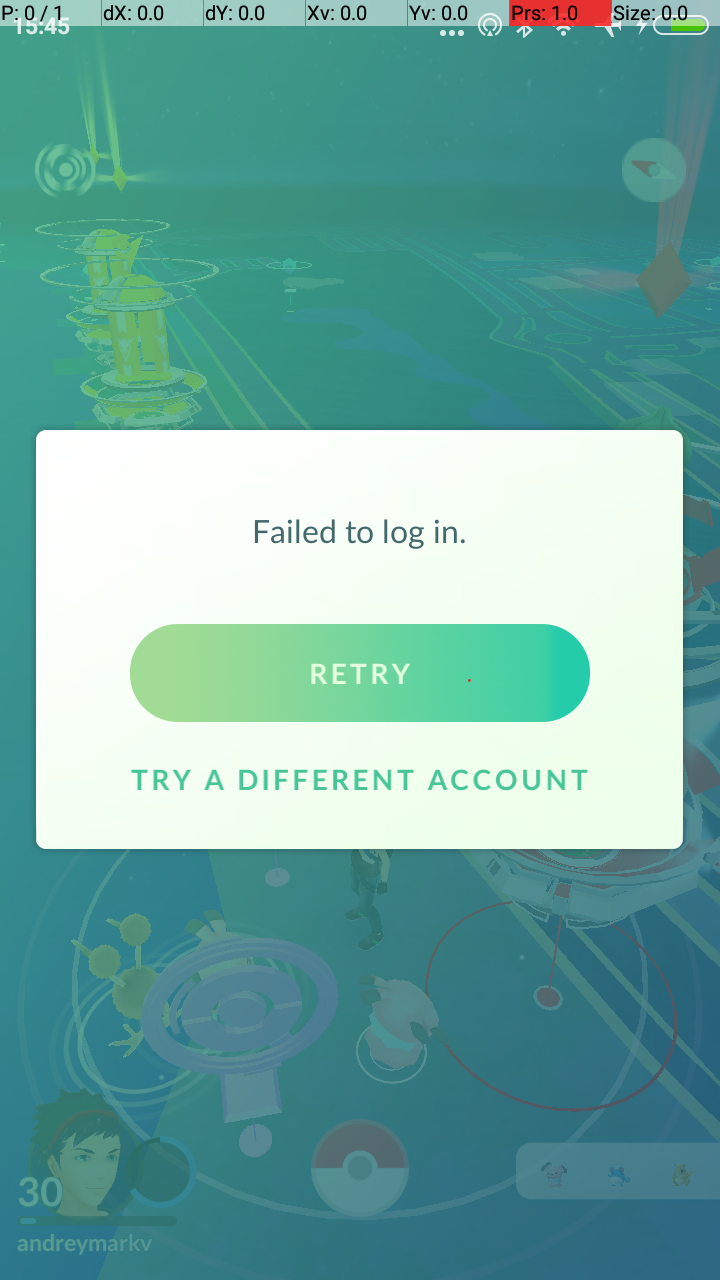 P: 0 / 1 dX: 0.0 dY: 0.0 Xv: 0.0 Yv: 0.0 Prs: 1.0 Size: 0.0
15:45
Failed to log in.
RETRY
TRY A DIFFERENT ACCOUNT
30
andreymarkv